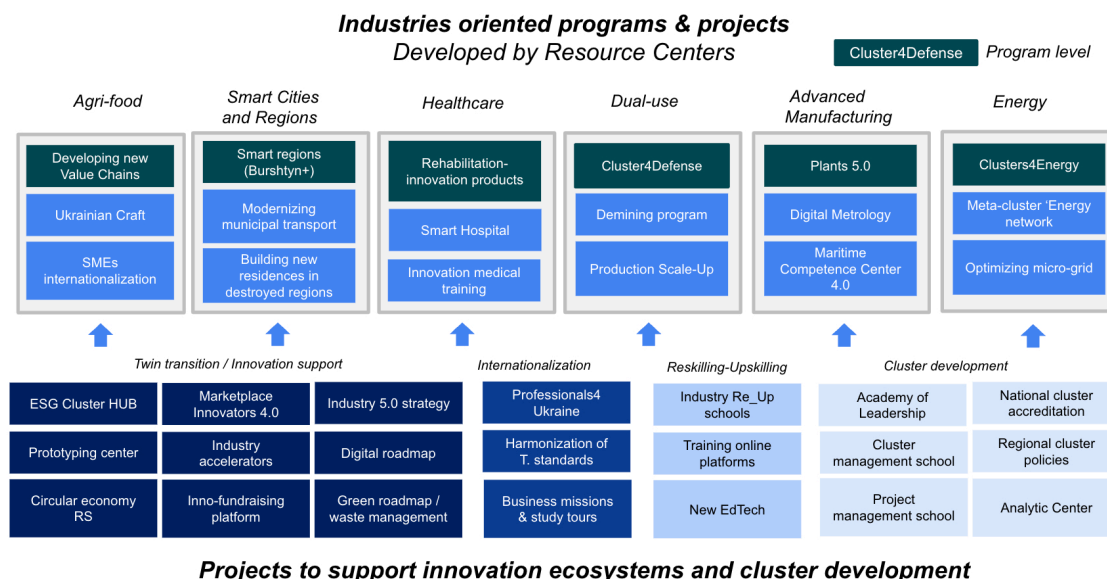 Industries oriented programs & projects
Developed by Resource Centers
Cluster4Defense
Program level
Agri-food
Smart Cities
and Regions
Healthcare
Dual-use
Advanced
Manufacturing
Energy
Developing new
Value Chains
Ukrainian Craft
SMEs
internationalization
Smart regions
(Burshtyn+)
Modernizing
municipal transport
Building new
residences in
destroyed regions
Rehabilitation-
innovation products
Smart Hospital
Innovation medical
training
Cluster4Defense
Demining program
Production Scale-Up
Plants 5.0
Digital Metrology
Maritime
Competence Center
4.0
Clusters4Energy
Meta-cluster ‘Energy
network
Optimizing micro-grid
Twin transition / Innovation support
Internationalization
Reskilling-Upskilling
Cluster development
ESG Cluster HUB
Marketplace
Innovators 4.0
Industry 5.0 strategy
Prototyping center
Industry
accelerators
Digital roadmap
Circular economy
RS
Inno-fundraising
platform
Green roadmap /
waste management
Professionals4
Ukraine
Harmonization of
T. standards
Business missions
& study tours
Industry Re_Up
schools
Training online
platforms
New EdTech
Academy of
Leadership
National cluster
accreditation
Cluster
management school
Regional cluster
policies
Project
management school
Analytic Center
Projects to support innovation ecosystems and cluster development